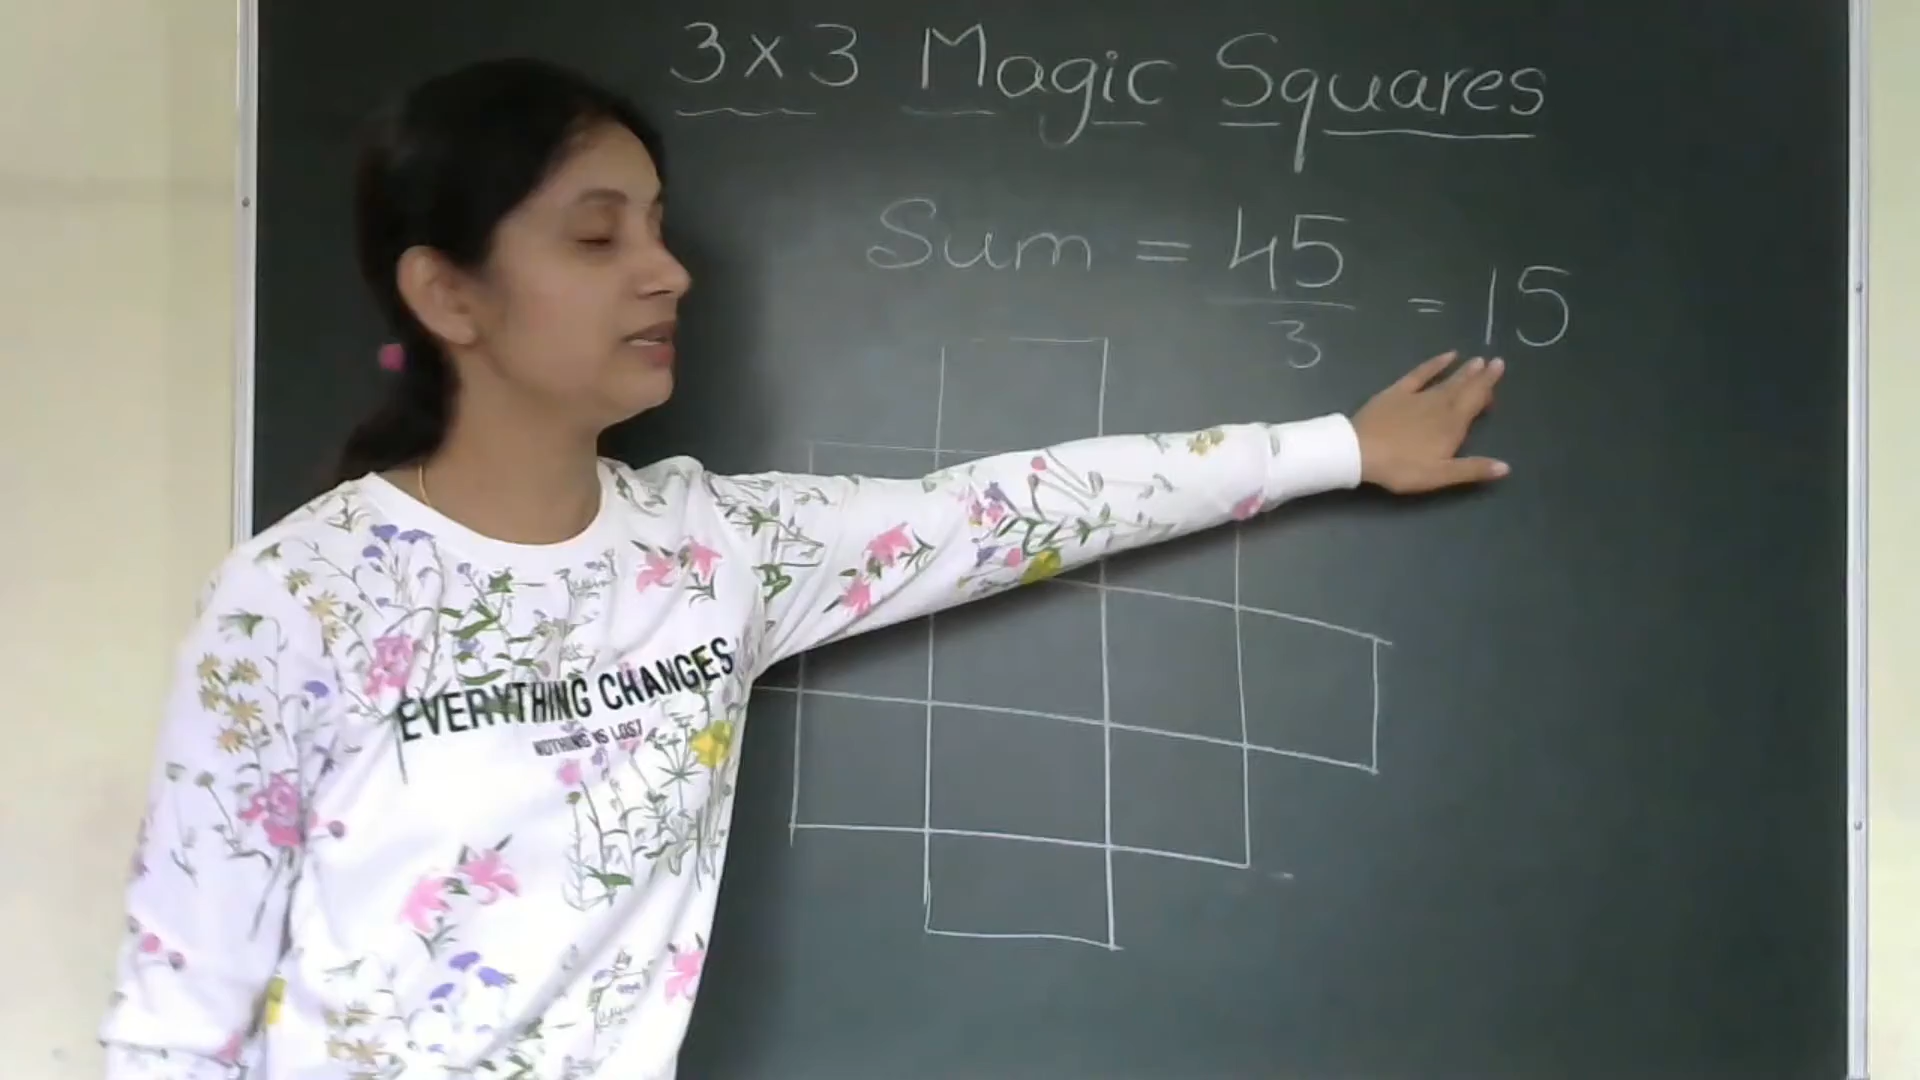 3x3 Magic Squares
Sum = 45
3
= 15
EVERYTHING CHANGES
NOTHING IS LOST